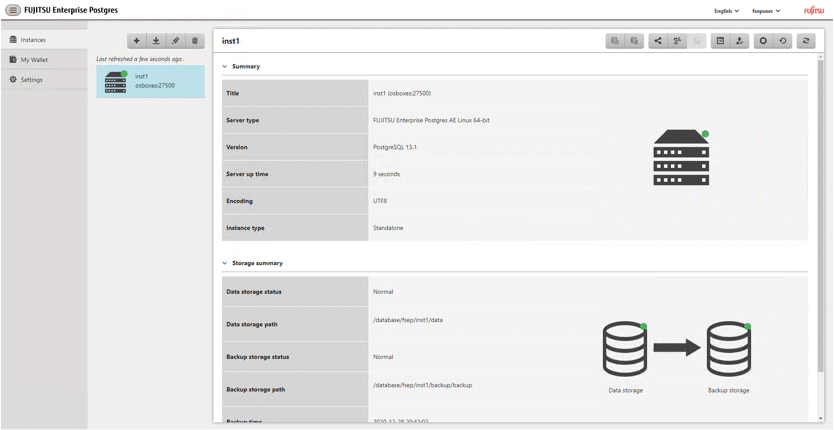 FUJITSU Enterprise Postgres
English
fsepuser
FUJITSU
Instances
My Wallet
Settings
Last refreshed a few seconds ago .
inst1
osboxes:27500
inst1
Summary
Title inst1 (osboxes:27500)
Server type FUJITSU Enterprise Postgres AE Linux 64-bit
Version PostgreSQL 13.1
Server up time 9 seconds
Encoding UTF8
Instance type Standalone
Storage summary
Data storage status Normal
Data storage path /database/fsep/inst1/data
Backup storage status Normal
Backup storage path /database/fsep/inst1/backup/backup
Data storage
Backup storage
Backup time